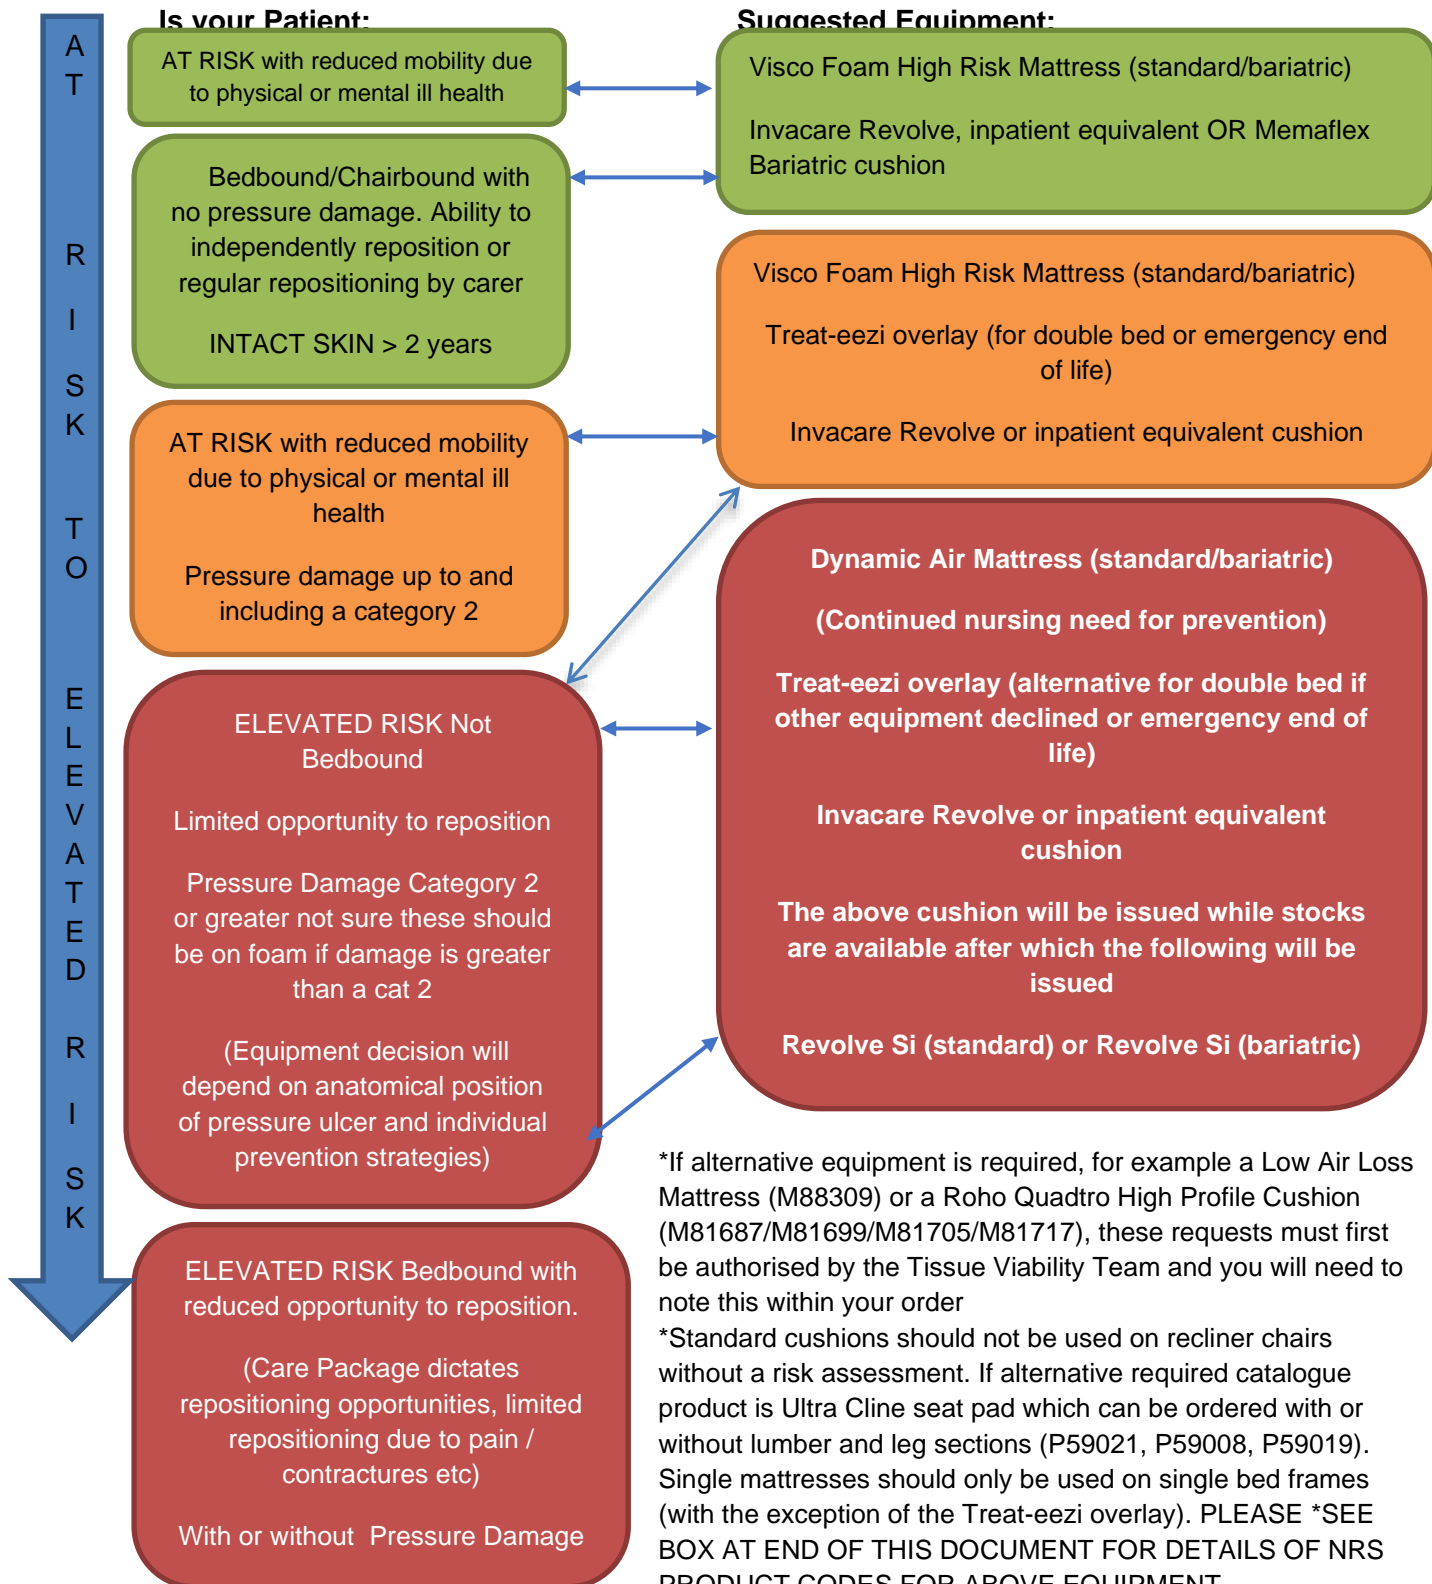 Is your Patient:
Suggested Equipment:
AT RISK TO ELEVATED RISK
AT RISK with reduced mobility due
to physical or mental ill health
Visco Foam High Risk Mattress (standard/bariatric)
Invacare Revolve, inpatient equivalent OR Memaflex
Bariatric cushion
Bedbound/Chairbound with
no pressure damage. Ability to
independently reposition or
regular repositioning by carer
INTACT SKIN > 2 years
Visco Foam High Risk Mattress (standard/bariatric)
Treat-eezi overlay (for double bed or emergency end
of life)
Invacare Revolve or inpatient equivalent cushion
AT RISK with reduced mobility
due to physical or mental ill
health
Pressure damage up to and
including a category 2
Dynamic Air Mattress (standard/bariatric)
(Continued nursing need for prevention)
Treat-eezi overlay (alternative for double bed if
other equipment declined or emergency end of
life)
Invacare Revolve or inpatient equivalent
cushion
The above cushion will be issued while stocks
are available after which the following will be
issued
Revolve Si (standard) or Revolve Si (bariatric)
ELEVATED RISK Not
Bedbound
Limited opportunity to reposition
Pressure Damage Category 2
or greater not sure these should
be on foam if damage is greater
than a cat 2
(Equipment decision will
depend on anatomical position
of pressure ulcer and individual
prevention strategies)
ELEVATED RISK Bedbound with
reduced opportunity to reposition.
(Care Package dictates
repositioning opportunities, limited
repositioning due to pain /
contractures etc)
With or without Pressure Damage
*If alternative equipment is required, for example a Low Air Loss
Mattress (M88309) or a Roho Quadtro High Profile Cushion
(M81687/M81699/M81705/M81717), these requests must first
be authorised by the Tissue Viability Team and you will need to
note this within your order
*Standard cushions should not be used on recliner chairs
without a risk assessment. If alternative required catalogue
product is Ultra Cline seat pad which can be ordered with or
without lumber and leg sections (P59021, P59008, P59019).
Single mattresses should only be used on single bed frames
(with the exception of the Treat-eezi overlay). PLEASE *SEE
BOX AT END OF THIS DOCUMENT FOR DETAILS OF NRS
PRODUCT CODES FOR ABOVE EQUIPMENT